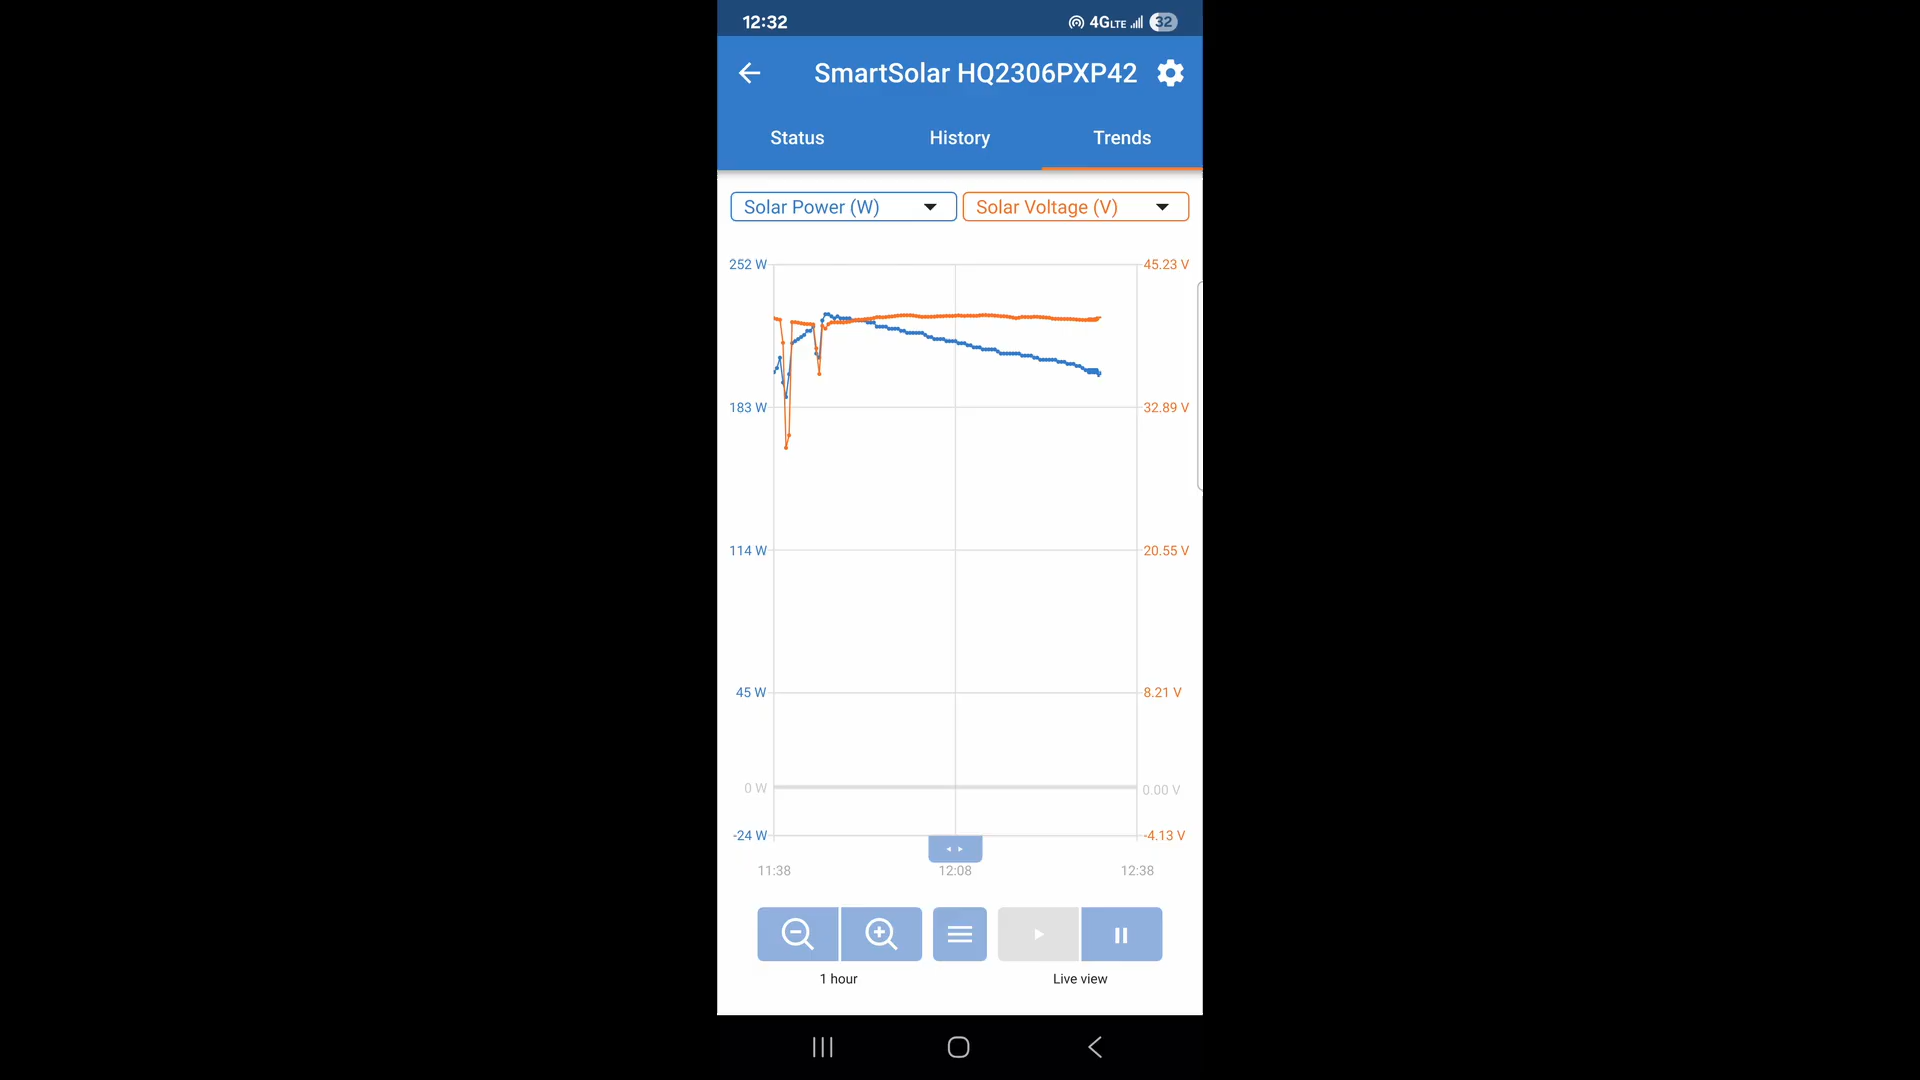 12:32
4GLTE 32
SmartSolar HQ2306PXP42
Status History Trends
Solar Power (W) Solar Voltage (V)
252 W 45.23 V
183 W 32.89 V
114 W 20.55 V
45 W 8.21 V
0 W 0.00 V
-24 W -4.13 V
11:38 12:08 12:38
1 hour Live view